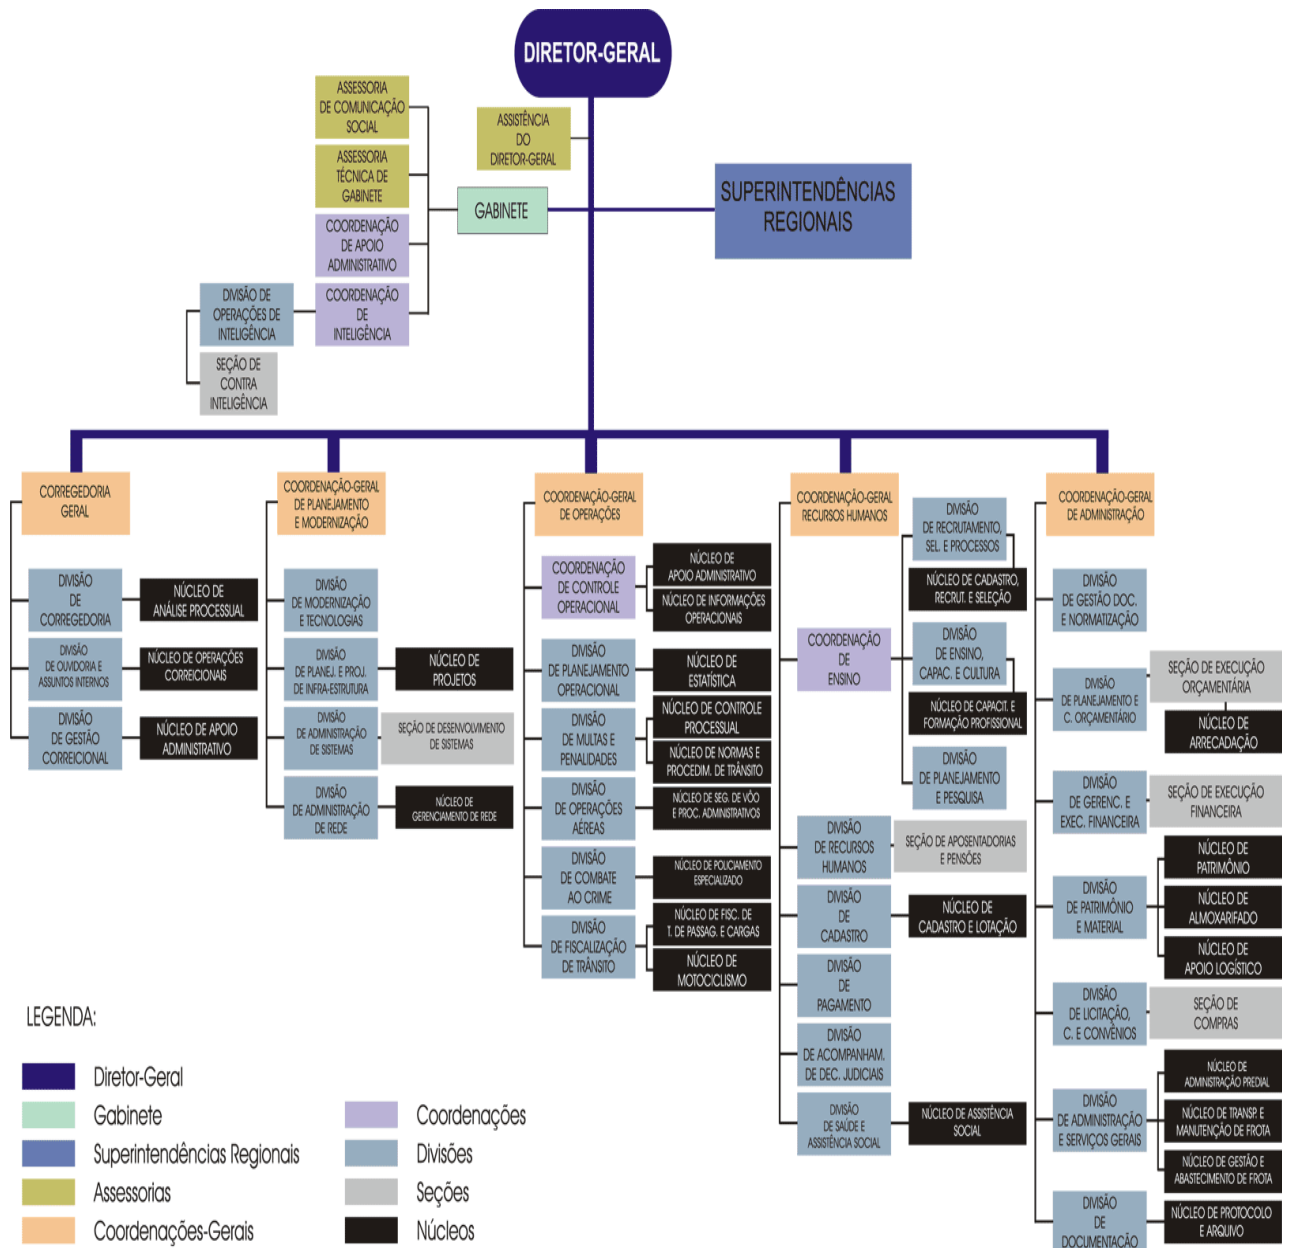 DIRETOR-GERAL
ASSESSORIA
DE COMUNICAÇÃO
SOCIAL
ASSISTÊNCIA
DO
DIRETOR-GERAL
ASSESSORIA
TÉCNICA DE
GABINETE
GABINETE
SUPERINTENDÊNCIAS
REGIONAIS
COORDENAÇÃO
DE APOIO
ADMINISTRATIVO
DIVISÃO DE
OPERAÇÕES DE
INTELIGÊNCIA
COORDENAÇÃO
DE
INTELIGÊNCIA
SEÇÃO DE
CONTRA
INTELIGÊNCIA
CORREGEDORIA
GERAL
DIVISÃO
DE
CORREGEDORIA
NÚCLEO DE
ANÁLISE PROCESSUAL
DIVISÃO
DE OUVIDORIA E
ASSUNTOS INTERNOS
NÚCLEO DE OPERAÇÕES
CORREICIONAIS
DIVISÃO
DE GESTÃO
CORREICIONAL
NÚCLEO DE APOIO
ADMINISTRATIVO
COORDENAÇÃO-GERAL
DE PLANEJAMENTO
E MODERNIZAÇÃO
DIVISÃO
DE MODERNIZAÇÃO
E TECNOLOGIAS
DIVISÃO
DE PLANEJ. E PROJ.
DE INFRA-ESTRUTURA
NÚCLEO DE
PROJETOS
DIVISÃO
DE ADMINISTRAÇÃO
DE SISTEMAS
SEÇÃO DE DESENVOLVIMENTO
DE SISTEMAS
DIVISÃO
DE ADMINISTRAÇÃO
DE REDE
NÚCLEO DE
GERENCIAMENTO DE REDE
COORDENAÇÃO-GERAL
DE OPERAÇÕES
COORDENAÇÃO
DE CONTROLE
OPERACIONAL
NÚCLEO DE
APOIO ADMINISTRATIVO
NÚCLEO DE INFORMAÇÕES
OPERACIONAIS
DIVISÃO
DE PLANEJAMENTO
OPERACIONAL
NÚCLEO DE
ESTATÍSTICA
DIVISÃO
DE MULTAS E
PENALIDADES
NÚCLEO DE CONTROLE
PROCESSUAL
NÚCLEO DE NORMAS E
PROCEDIM. DE TRÂNSITO
DIVISÃO
DE OPERAÇÕES
AÉREAS
NÚCLEO DE SEG. DE VÔO
E PROC. ADMINISTRATIVOS
DIVISÃO
DE COMBATE
AO CRIME
NÚCLEO DE POLICIAMENTO
ESPECIALIZADO
DIVISÃO
DE FISCALIZAÇÃO
DE TRÂNSITO
NÚCLEO DE FISC. DE
T. DE PASSAG. E CARGAS
NÚCLEO DE
MOTOCICLISMO
COORDENAÇÃO-GERAL
RECURSOS HUMANOS
COORDENAÇÃO
DE
ENSINO
DIVISÃO
DE RECRUTAMENTO,
SEL. E PROCESSOS
NÚCLEO DE CADASTRO,
RECRUT. E SELEÇÃO
DIVISÃO
DE ENSINO,
CAPAC. E CULTURA
NÚCLEO DE CAPACIT. E
FORMAÇÃO PROFISSIONAL
DIVISÃO
DE PLANEJAMENTO
E PESQUISA
DIVISÃO
DE RECURSOS
HUMANOS
SEÇÃO DE APOSENTADORIAS
E PENSÕES
DIVISÃO
DE
CADASTRO
NÚCLEO DE
CADASTRO E LOTAÇÃO
DIVISÃO
DE
PAGAMENTO
DIVISÃO
DE ACOMPANHAM.
DE DEC. JUDICIAIS
DIVISÃO
DE SAÚDE E
ASSISTÊNCIA SOCIAL
NÚCLEO DE ASSISTÊNCIA
SOCIAL
COORDENAÇÃO-GERAL
DE ADMINISTRAÇÃO
DIVISÃO
DE GESTÃO DOC.
E NORMATIZAÇÃO
DIVISÃO
DE PLANEJAMENTO E
C. ORÇAMENTÁRIO
SEÇÃO DE EXECUÇÃO
ORÇAMENTÁRIA
NÚCLEO DE
ARRECADAÇÃO
DIVISÃO
DE GERENC. E
EXEC. FINANCEIRA
SEÇÃO DE EXECUÇÃO
FINANCEIRA
DIVISÃO
DE PATRIMÔNIO
E MATERIAL
NÚCLEO DE
PATRIMÔNIO
NÚCLEO DE
ALMOXARIFADO
NÚCLEO DE
APOIO LOGÍSTICO
DIVISÃO
DE LICITAÇÃO,
C. E CONVÊNIOS
SEÇÃO DE
COMPRAS
DIVISÃO
DE ADMINISTRAÇÃO
E SERVIÇOS GERAIS
NÚCLEO DE
ADMINISTRAÇÃO PREDIAL
NÚCLEO DE TRANSP. E
MANUTENÇÃO DE FROTA
NÚCLEO DE GESTÃO E
ABASTECIMENTO DE FROTA
DIVISÃO
DE
DOCUMENTAÇÃO
NÚCLEO DE PROTOCOLO
E ARQUIVO
LEGENDA:
Diretor-Geral
Gabinete
Superintendências Regionais
Assessorias
Coordenações-Gerais
Coordenações
Divisões
Seções
Núcleos